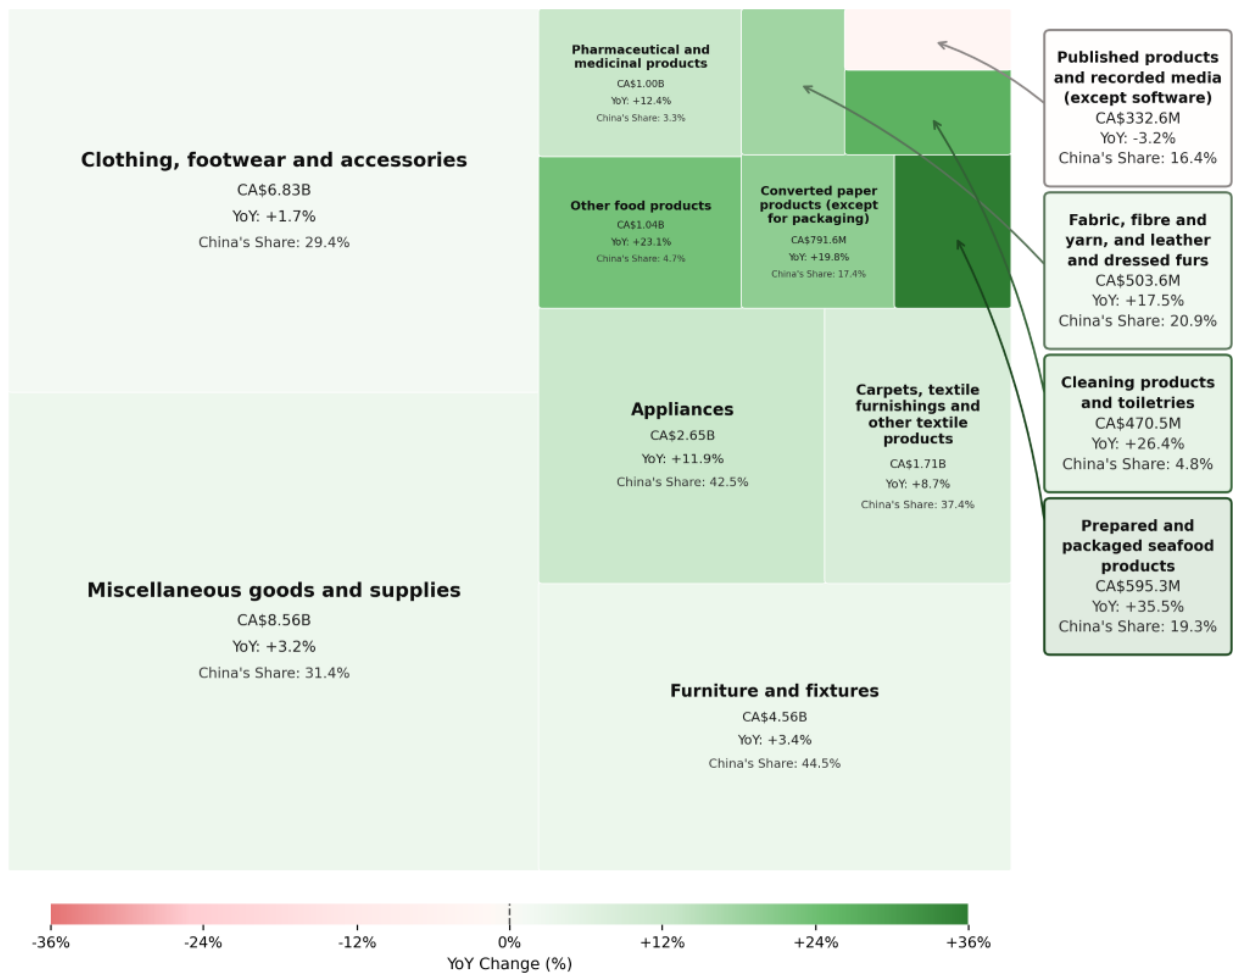 Clothing, footwear and accessories
CA$6.83B
YoY: +1.7%
China's Share: 29.4%
Miscellaneous goods and supplies
CA$8.56B
YoY: +3.2%
China's Share: 31.4%
Pharmaceutical and
medicinal products
CA$1.00B
YoY: +12.4%
China's Share: 3.3%
Other food products
CA$1.04B
YoY: +23.1%
China's Share: 4.7%
Converted paper
products (except
for packaging)
CA$791.6M
YoY: +19.8%
China's Share: 17.4%
Appliances
CA$2.65B
YoY: +11.9%
China's Share: 42.5%
Carpets, textile
furnishings and
other textile
products
CA$1.71B
YoY: +8.7%
China's Share: 37.4%
Furniture and fixtures
CA$4.56B
YoY: +3.4%
China's Share: 44.5%
Published products
and recorded media
(except software)
CA$332.6M
YoY: -3.2%
China's Share: 16.4%
Fabric, fibre and
yarn, and leather
and dressed furs
CA$503.6M
YoY: +17.5%
China's Share: 20.9%
Cleaning products
and toiletries
CA$470.5M
YoY: +26.4%
China's Share: 4.8%
Prepared and
packaged seafood
products
CA$595.3M
YoY: +35.5%
China's Share: 19.3%
-36% -24% -12% 0% +12% +24% +36%
YoY Change (%)